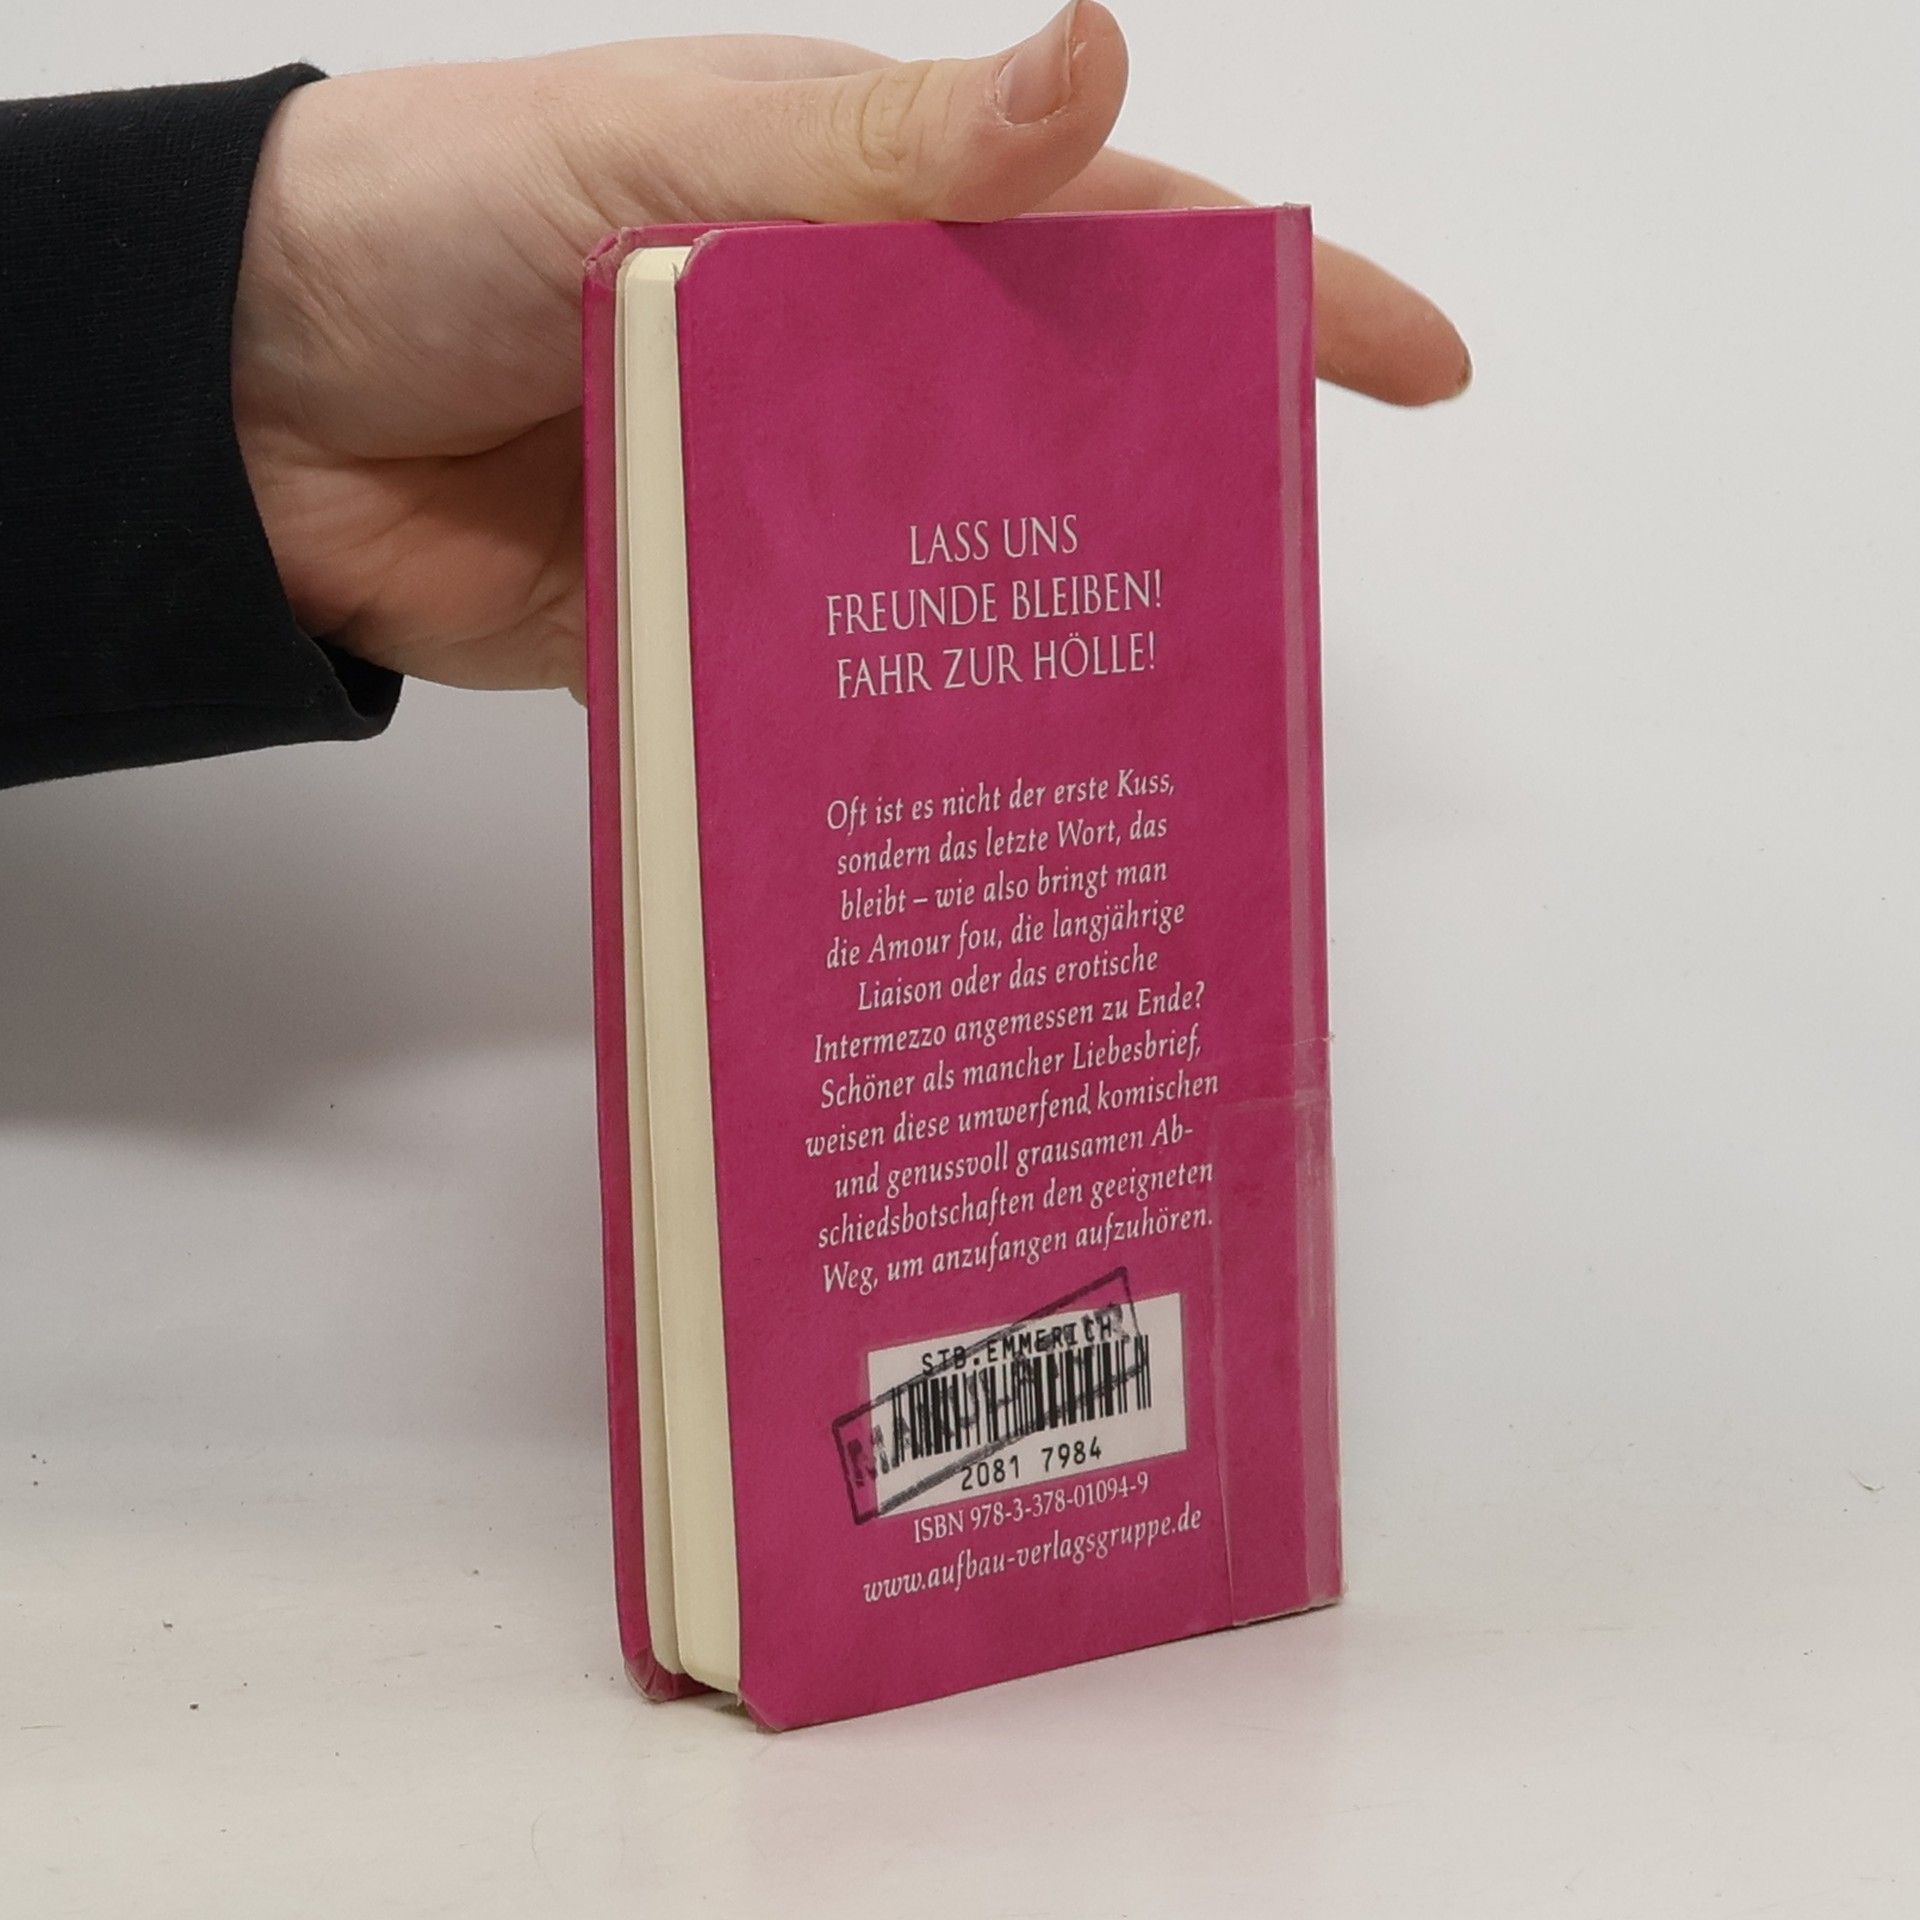 LASS UNS
FREUNDE BLEIBEN!
FAHR ZUR HÖLLE!
Oft ist es nicht der erste Kuss,
sondern das letzte Wort, das
bleibt – wie also bringt man
die Amour fou, die langjährige
Liaison oder das erotische
Intermezzo angemessen zu Ende?
Schöner als mancher Liebesbrief,
weisen diese umwerfend komischen
und genussvoll grausamen Ab-
schiedsbotschaften den geeigneten
Weg, um anzufangen aufzuhören.
STB.EMMERICH
2081 7984
ISBN 978-3-378-01094-9
www.aufbau-verlagsgruppe.de